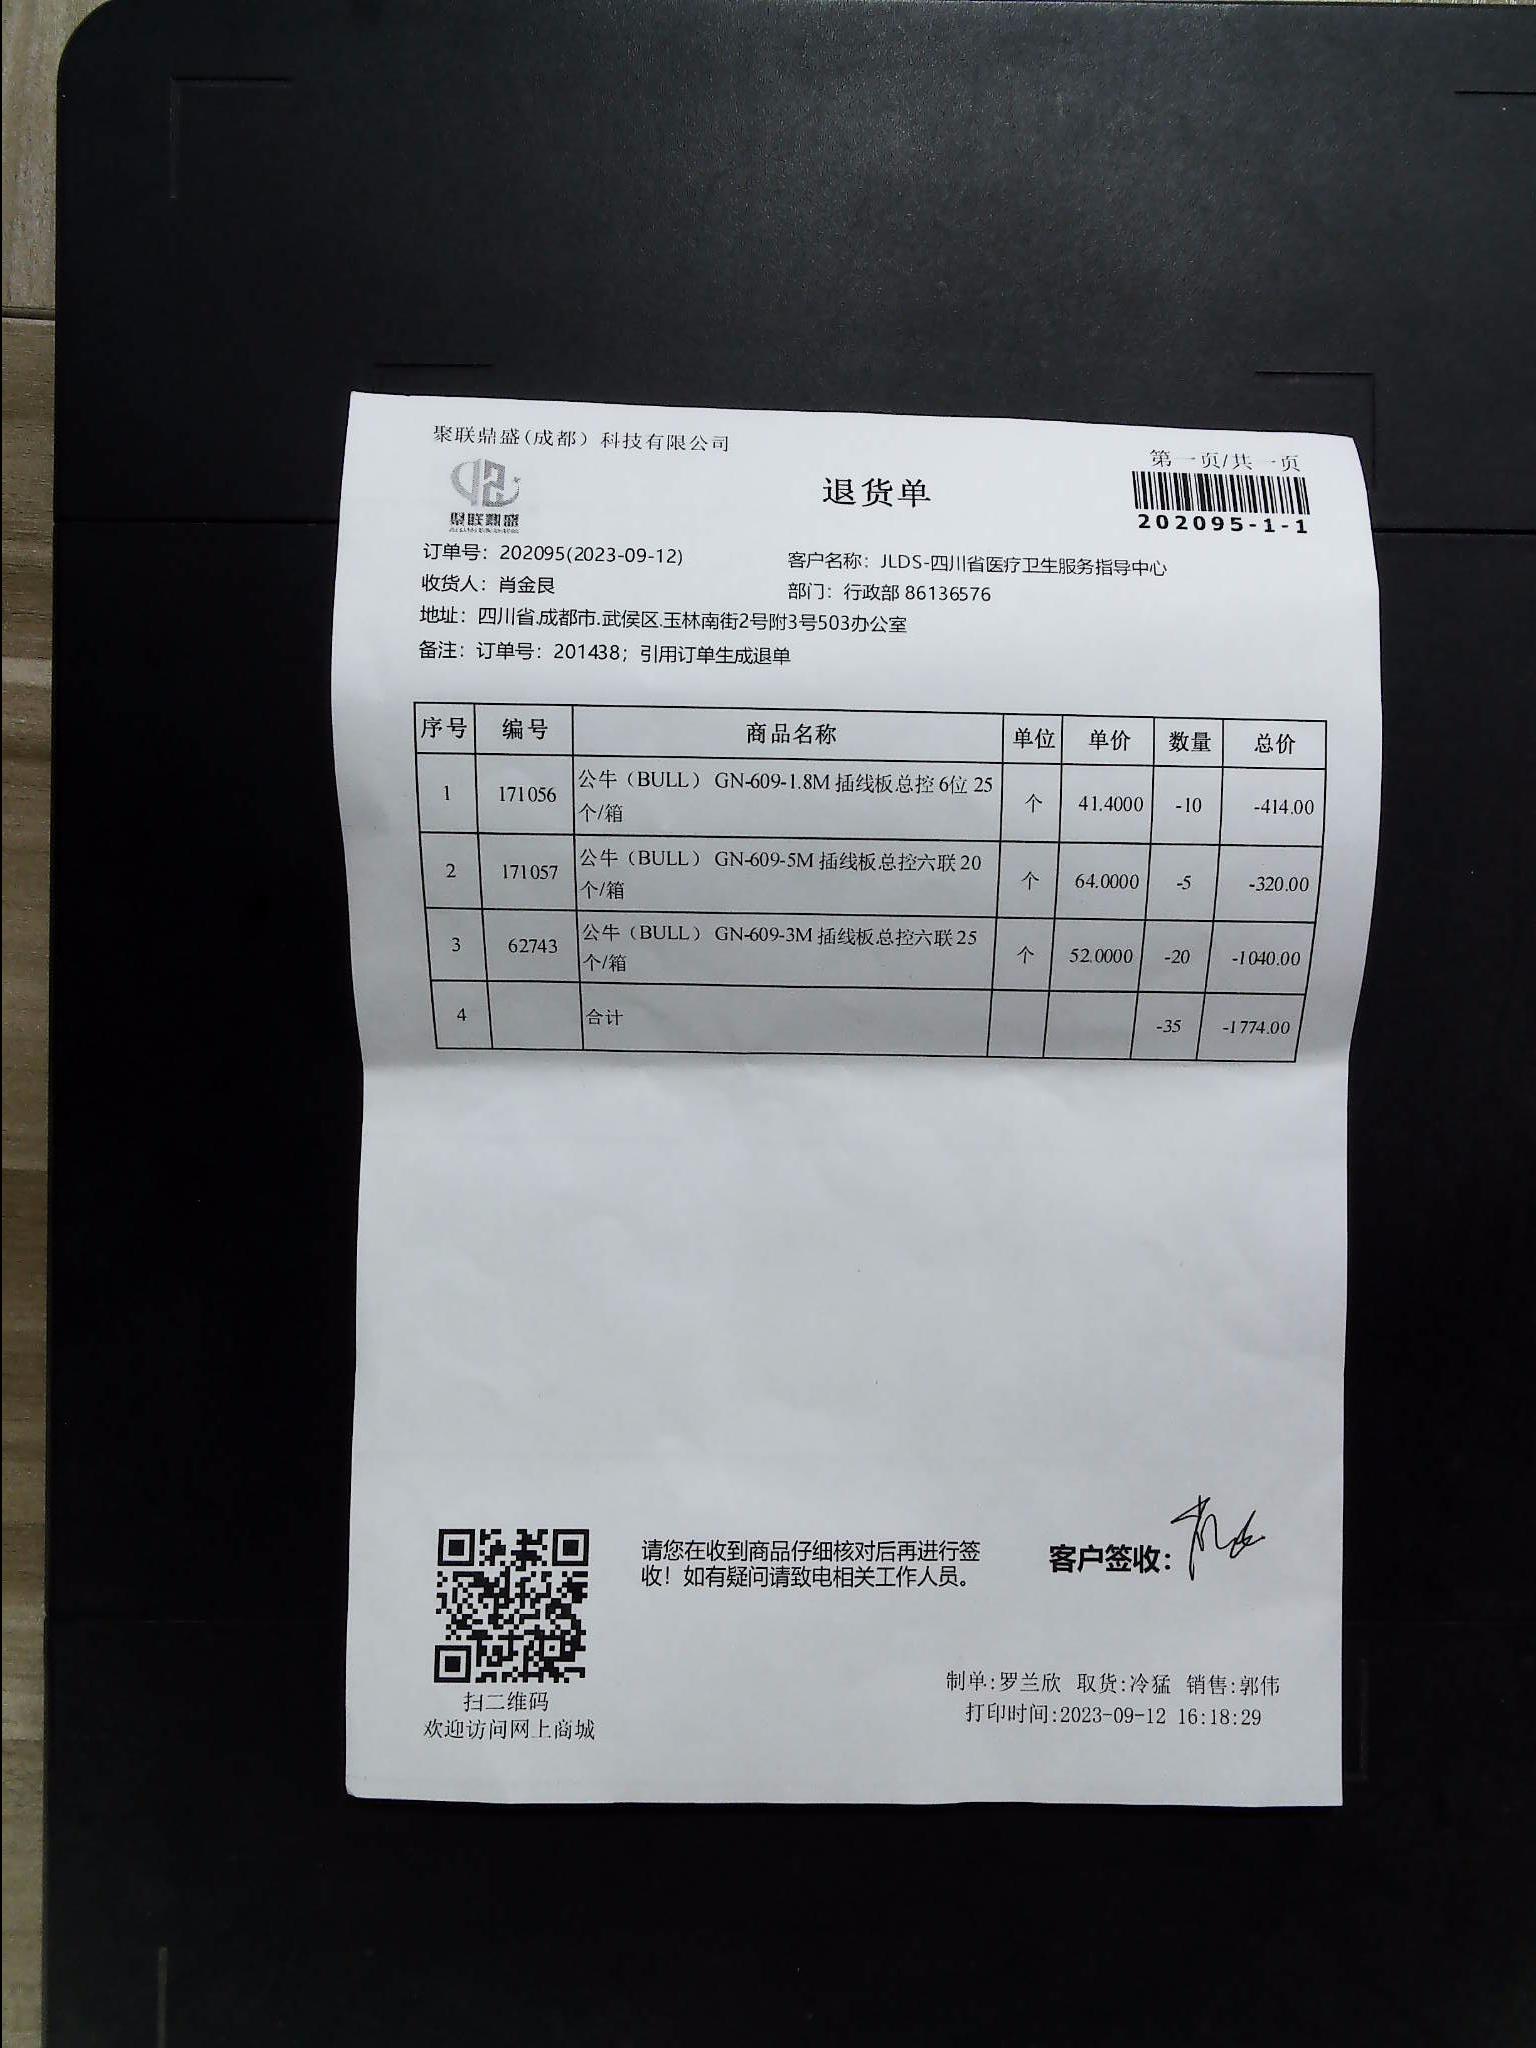 聚联鼎盛(成都)科技有限公司
第一页/共一页
聚联鼎盛
退货单
202095-1-1
订单号：202095(2023-09-12)
客户名称：JLDS-四川省医疗卫生服务指导中心
收货人：肖金艮
部门：行政部 86136576
地址：四川省.成都市.武侯区.玉林南街2号附3号503办公室
备注：订单号：201438；引用订单生成退单
序号 编号 商品名称 单位 单价 数量 总价
1 171056 公牛（BULL） GN-609-1.8M 插线板总控 6位 25 个 41.4000 -10 -414.00
个/箱
2 171057 公牛（BULL） GN-609-5M 插线板总控六联 20 个 64.0000 -5 -320.00
个/箱
3 62743 公牛（BULL） GN-609-3M 插线板总控六联 25 个 52.0000 -20 -1040.00
个/箱
4 合计 -35 -1774.00
请您在收到商品仔细核对后再进行签
收！如有疑问请致电相关工作人员。
客户签收：
扫二维码
欢迎访问网上商城
制单:罗兰欣 取货:冷猛 销售:郭伟
打印时间:2023-09-12 16:18:29